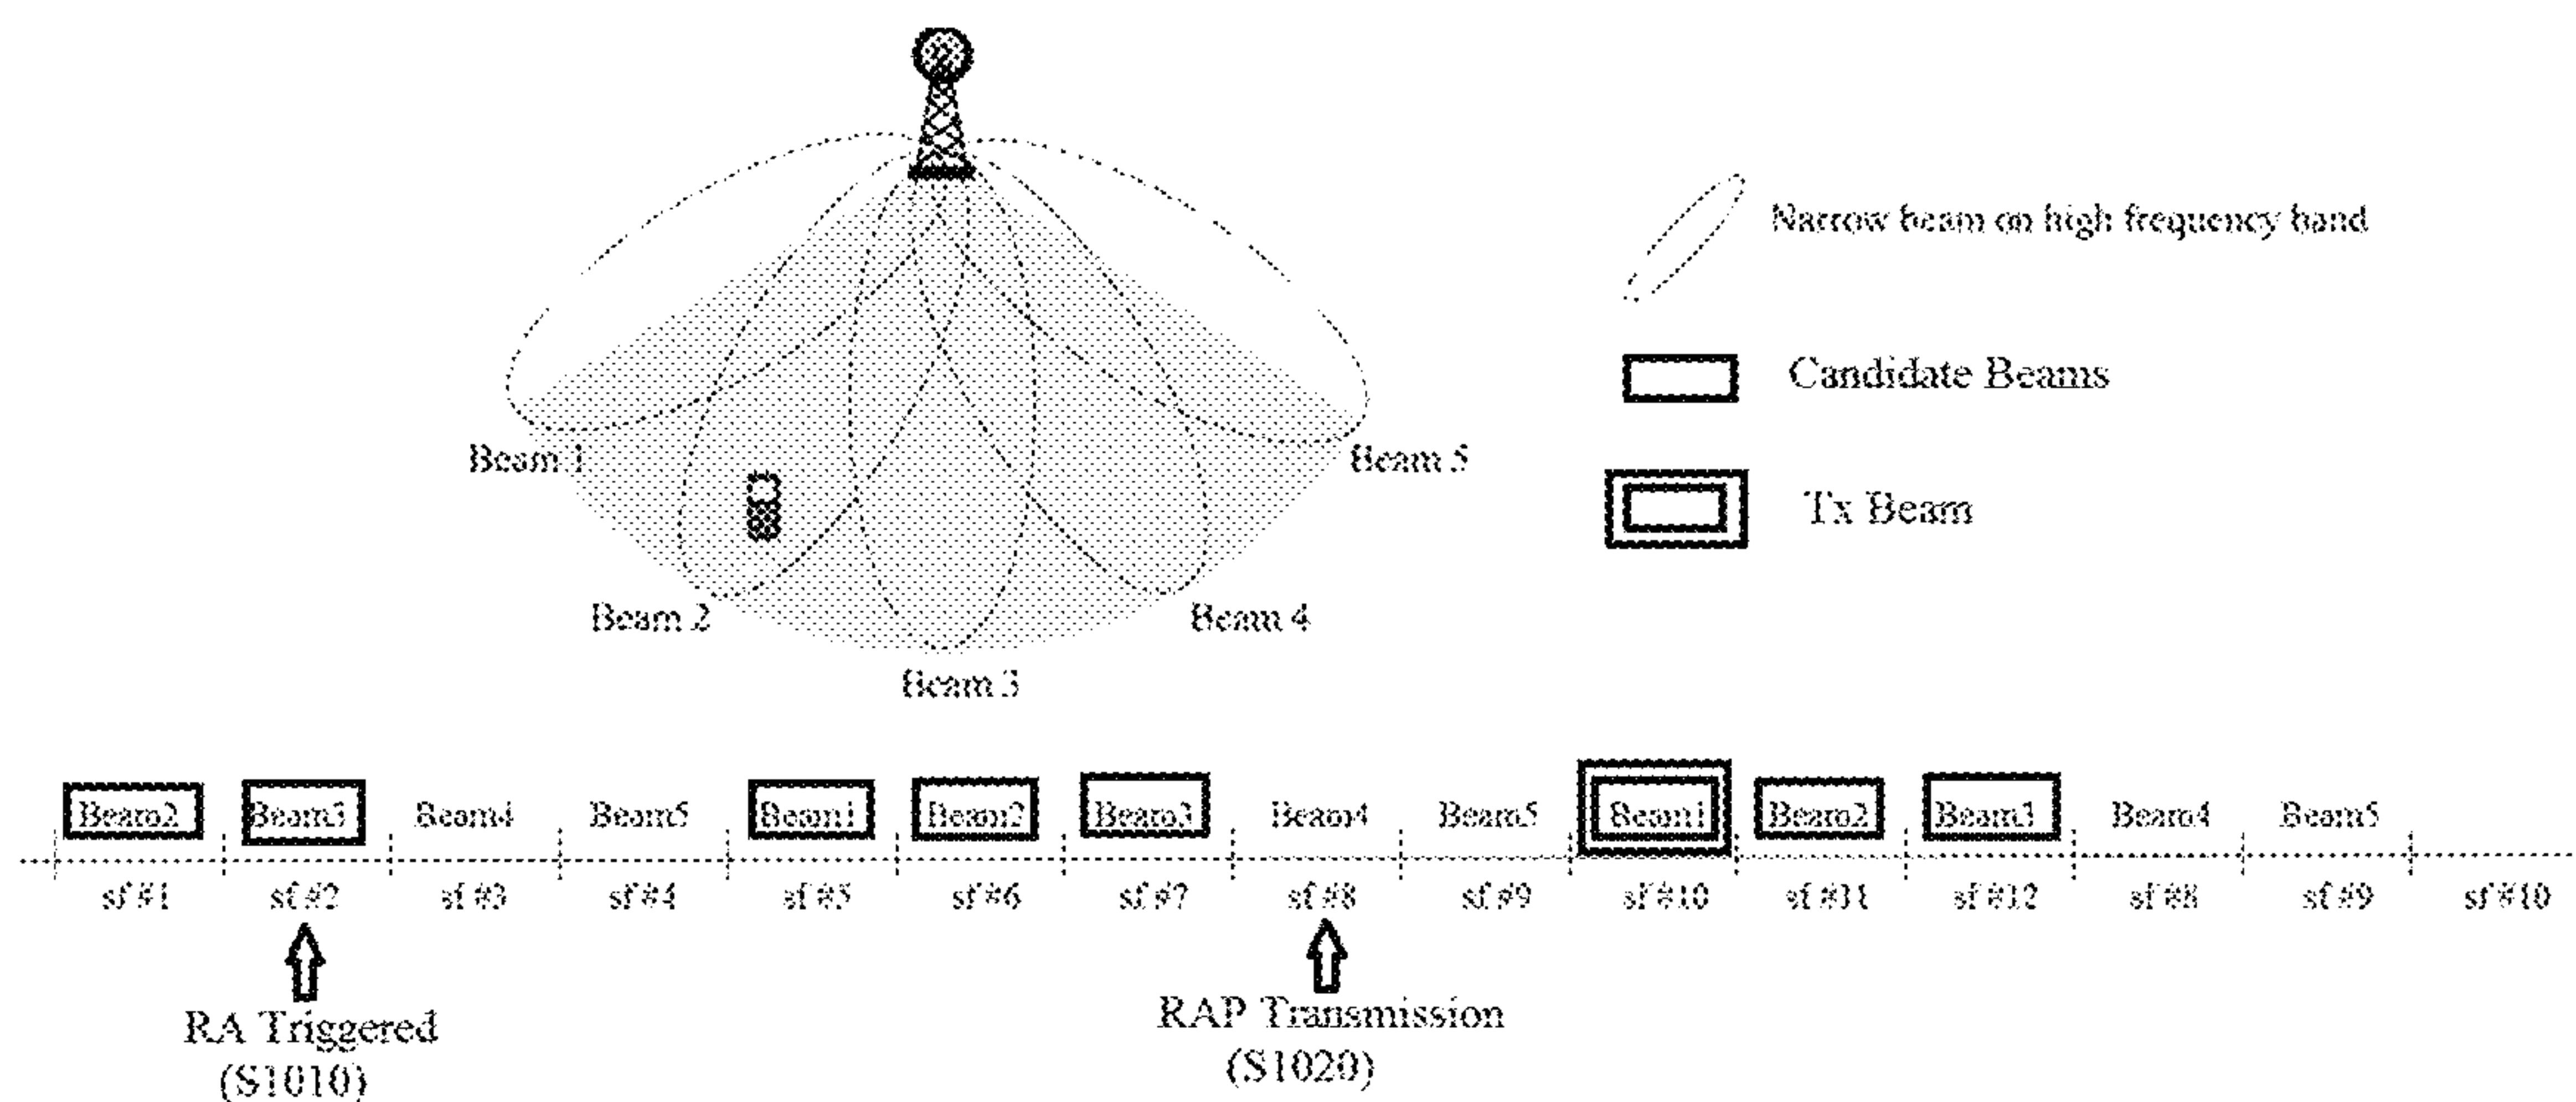 Narrow beam on high frequency band
Candidate Beams
Tx Beam
Beam 1
Beam 5
Beam 2
Beam 4
Beam 3
Beam2 Beam3 Beam4 Beam5 Beam1 Beam2 Beam3 Beam4 Beam5 Beam1 Beam2 Beam3 Beam4 Beam5
sf #1 sf #2 sf #3 sf #4 sf #5 sf #6 sf #7 sf #8 sf #9 sf #10 sf #11 sf #12 sf #8 sf #9 sf #10
RA Triggered
(S1010)
RAP Transmission
(S1020)